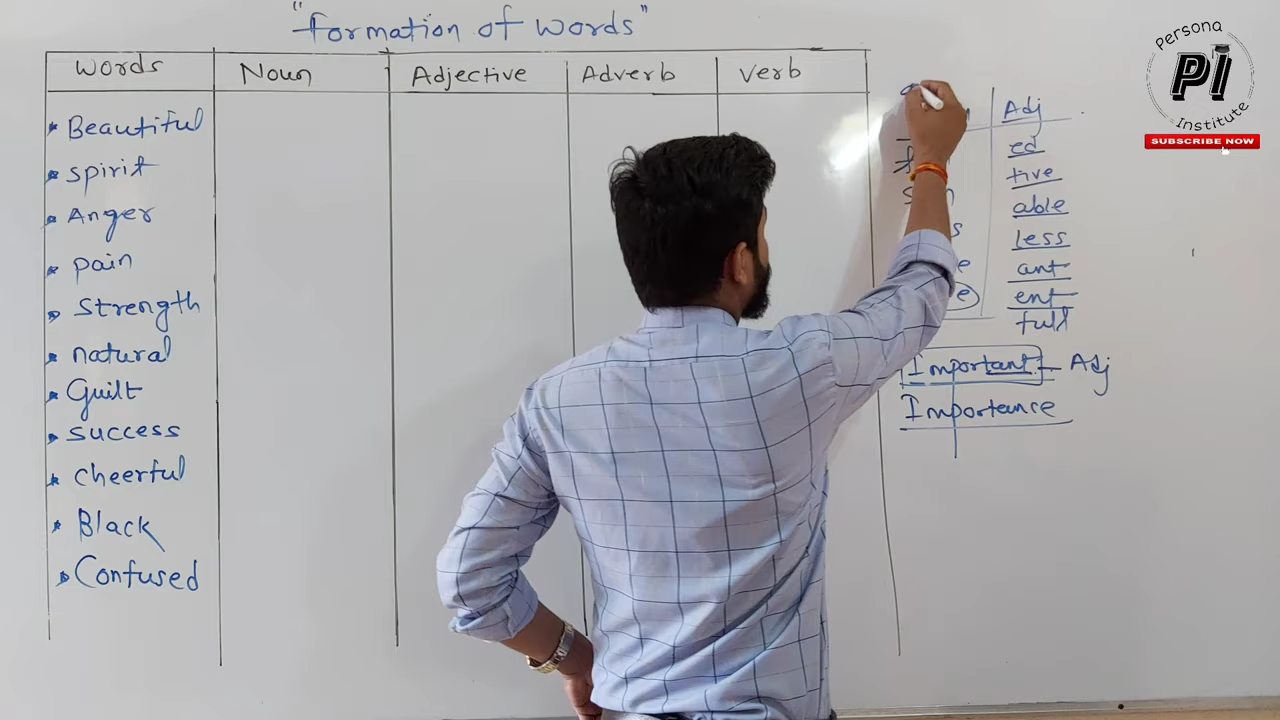 "Formation of Words"
Words Noun Adjective Adverb Verb
Beautiful
spirit
Anger
pain
Strength
natural
Guilt
success
cheerful
Black
Confused
Adj
ed
tive
able
less
ant
ent
full
Important - Adj
Importance
Persona
PI
Institute
SUBSCRIBE NOW